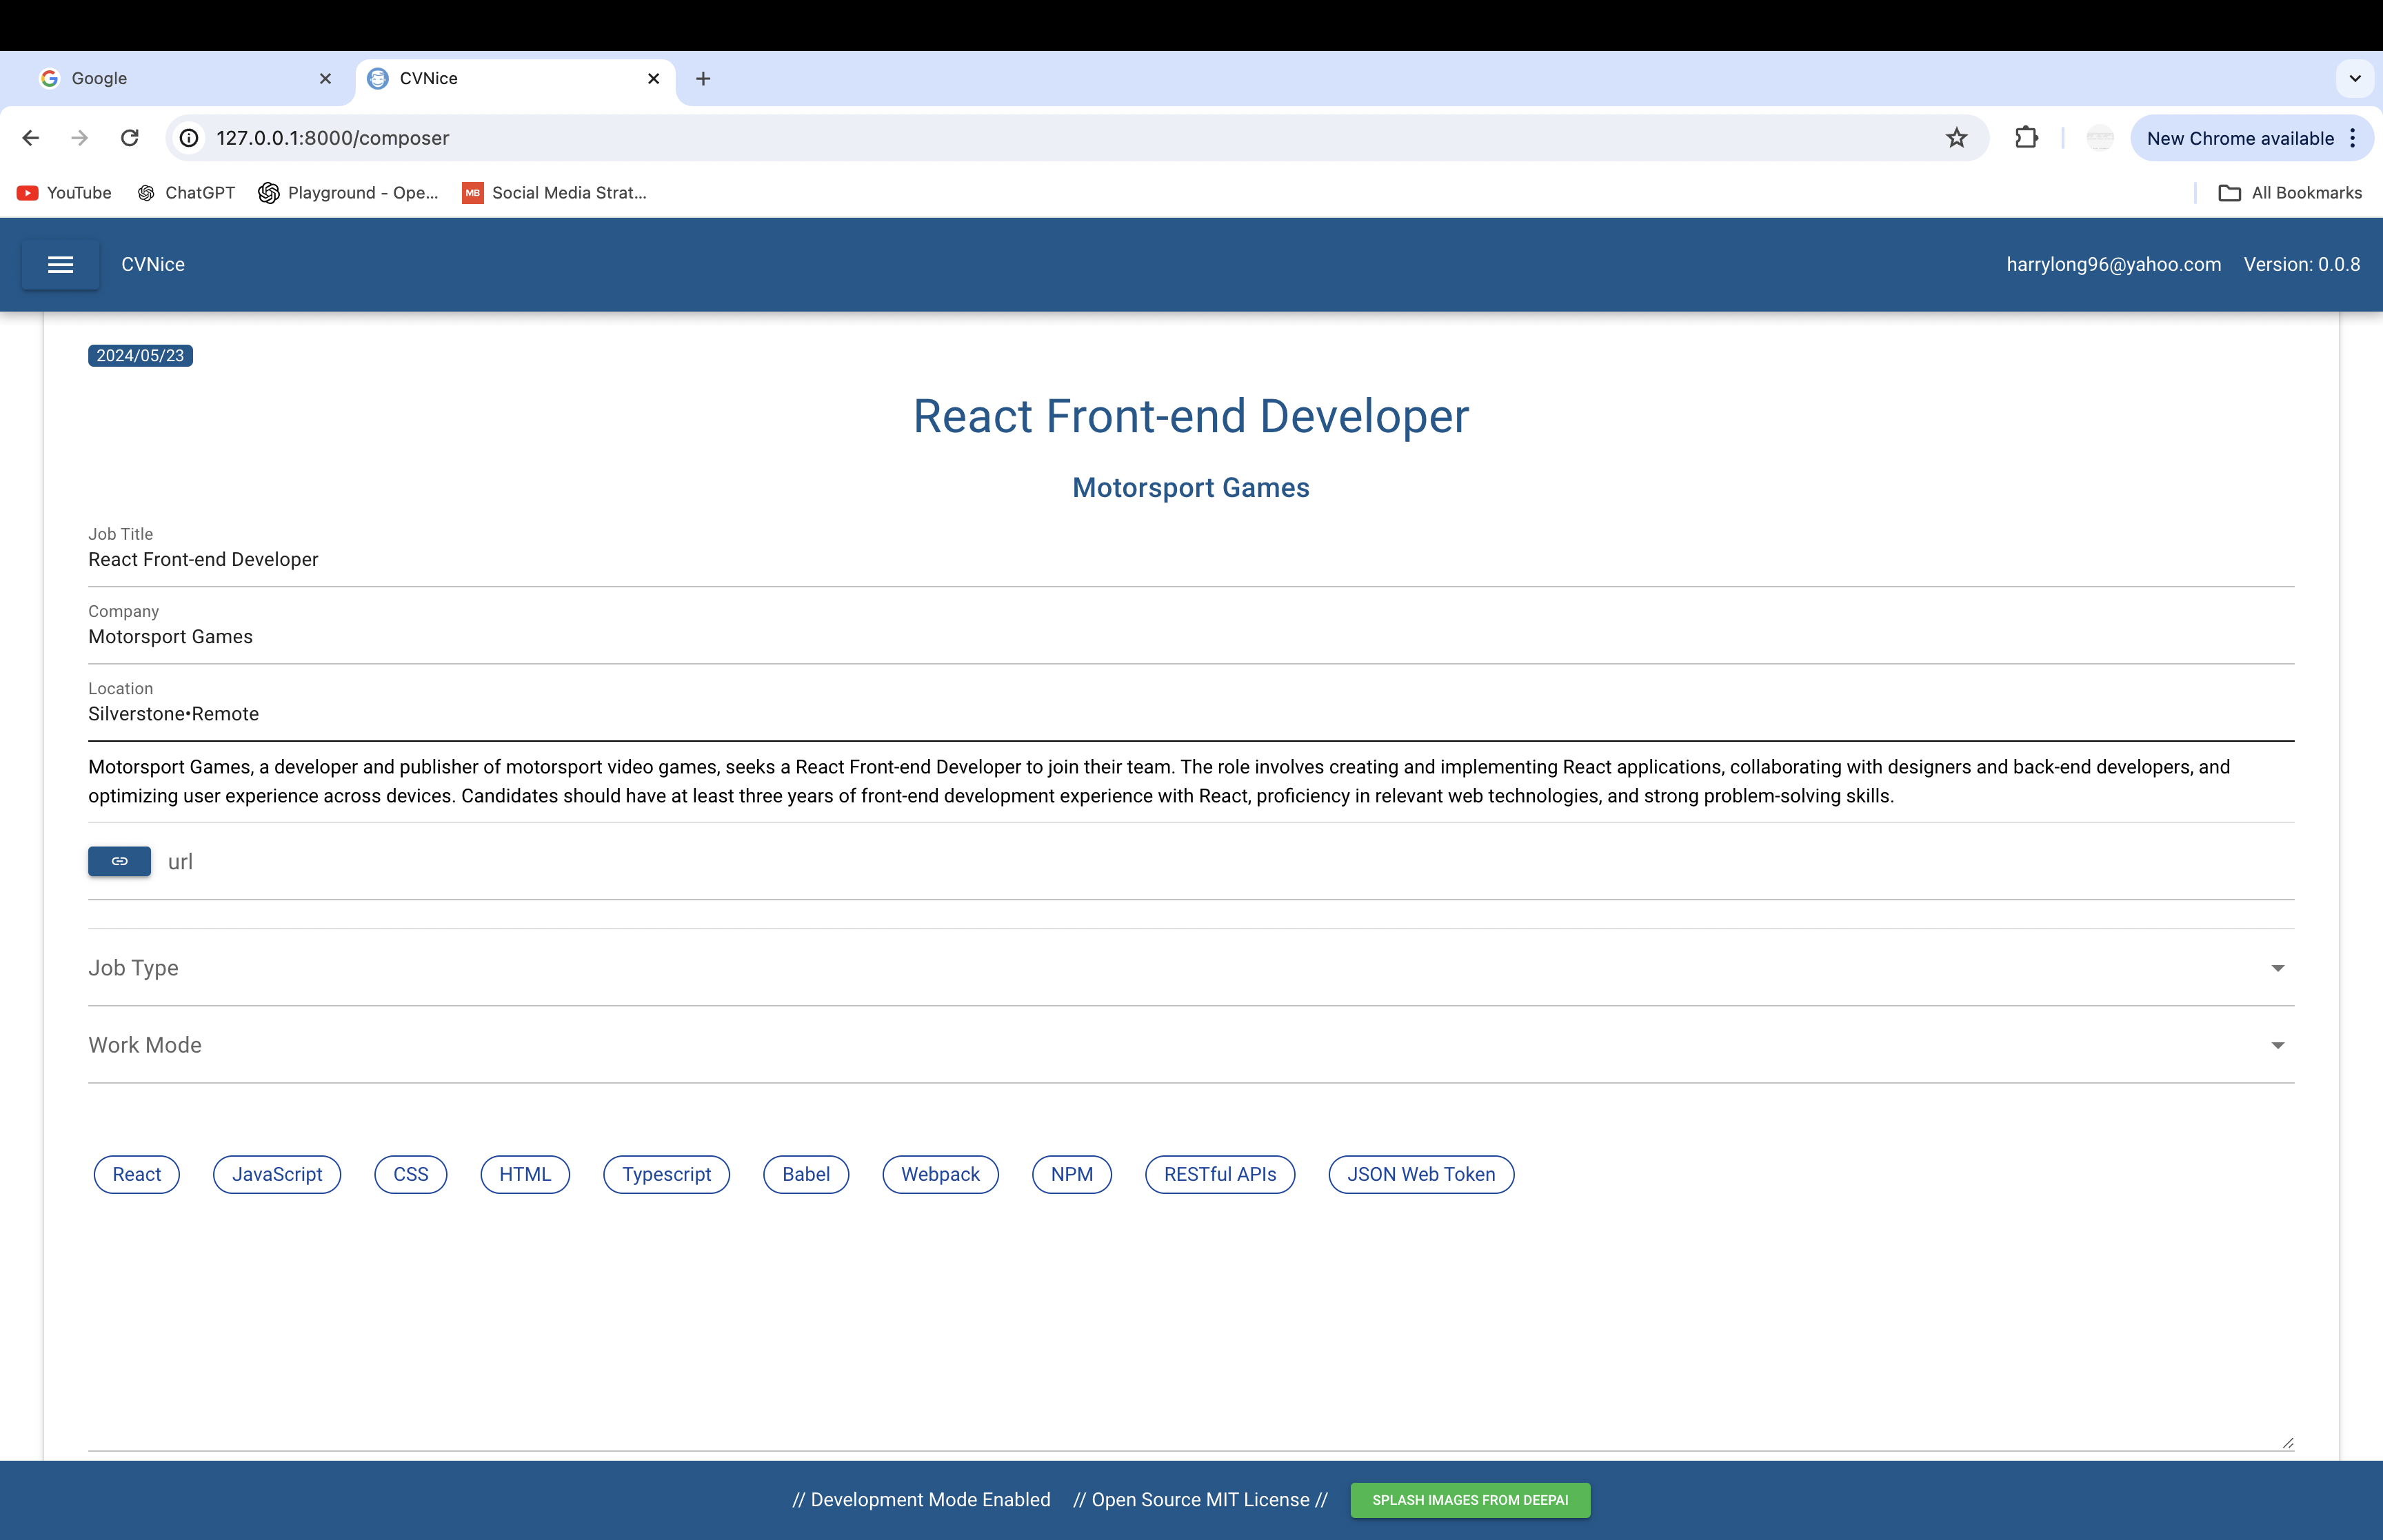 Google
CVNice
127.0.0.1:8000/composer
New Chrome available
YouTube
ChatGPT
Playground - Ope...
MB
Social Media Strat...
All Bookmarks
CVNice
harrylong96@yahoo.com
Version: 0.0.8
2024/05/23
React Front-end Developer
Motorsport Games
Job Title
React Front-end Developer
Company
Motorsport Games
Location
Silverstone•Remote
Motorsport Games, a developer and publisher of motorsport video games, seeks a React Front-end Developer to join their team. The role involves creating and implementing React applications, collaborating with designers and back-end developers, and
optimizing user experience across devices. Candidates should have at least three years of front-end development experience with React, proficiency in relevant web technologies, and strong problem-solving skills.
url
Job Type
Work Mode
React
JavaScript
CSS
HTML
Typescript
Babel
Webpack
NPM
RESTful APIs
JSON Web Token
// Development Mode Enabled
// Open Source MIT License //
SPLASH IMAGES FROM DEEPAI